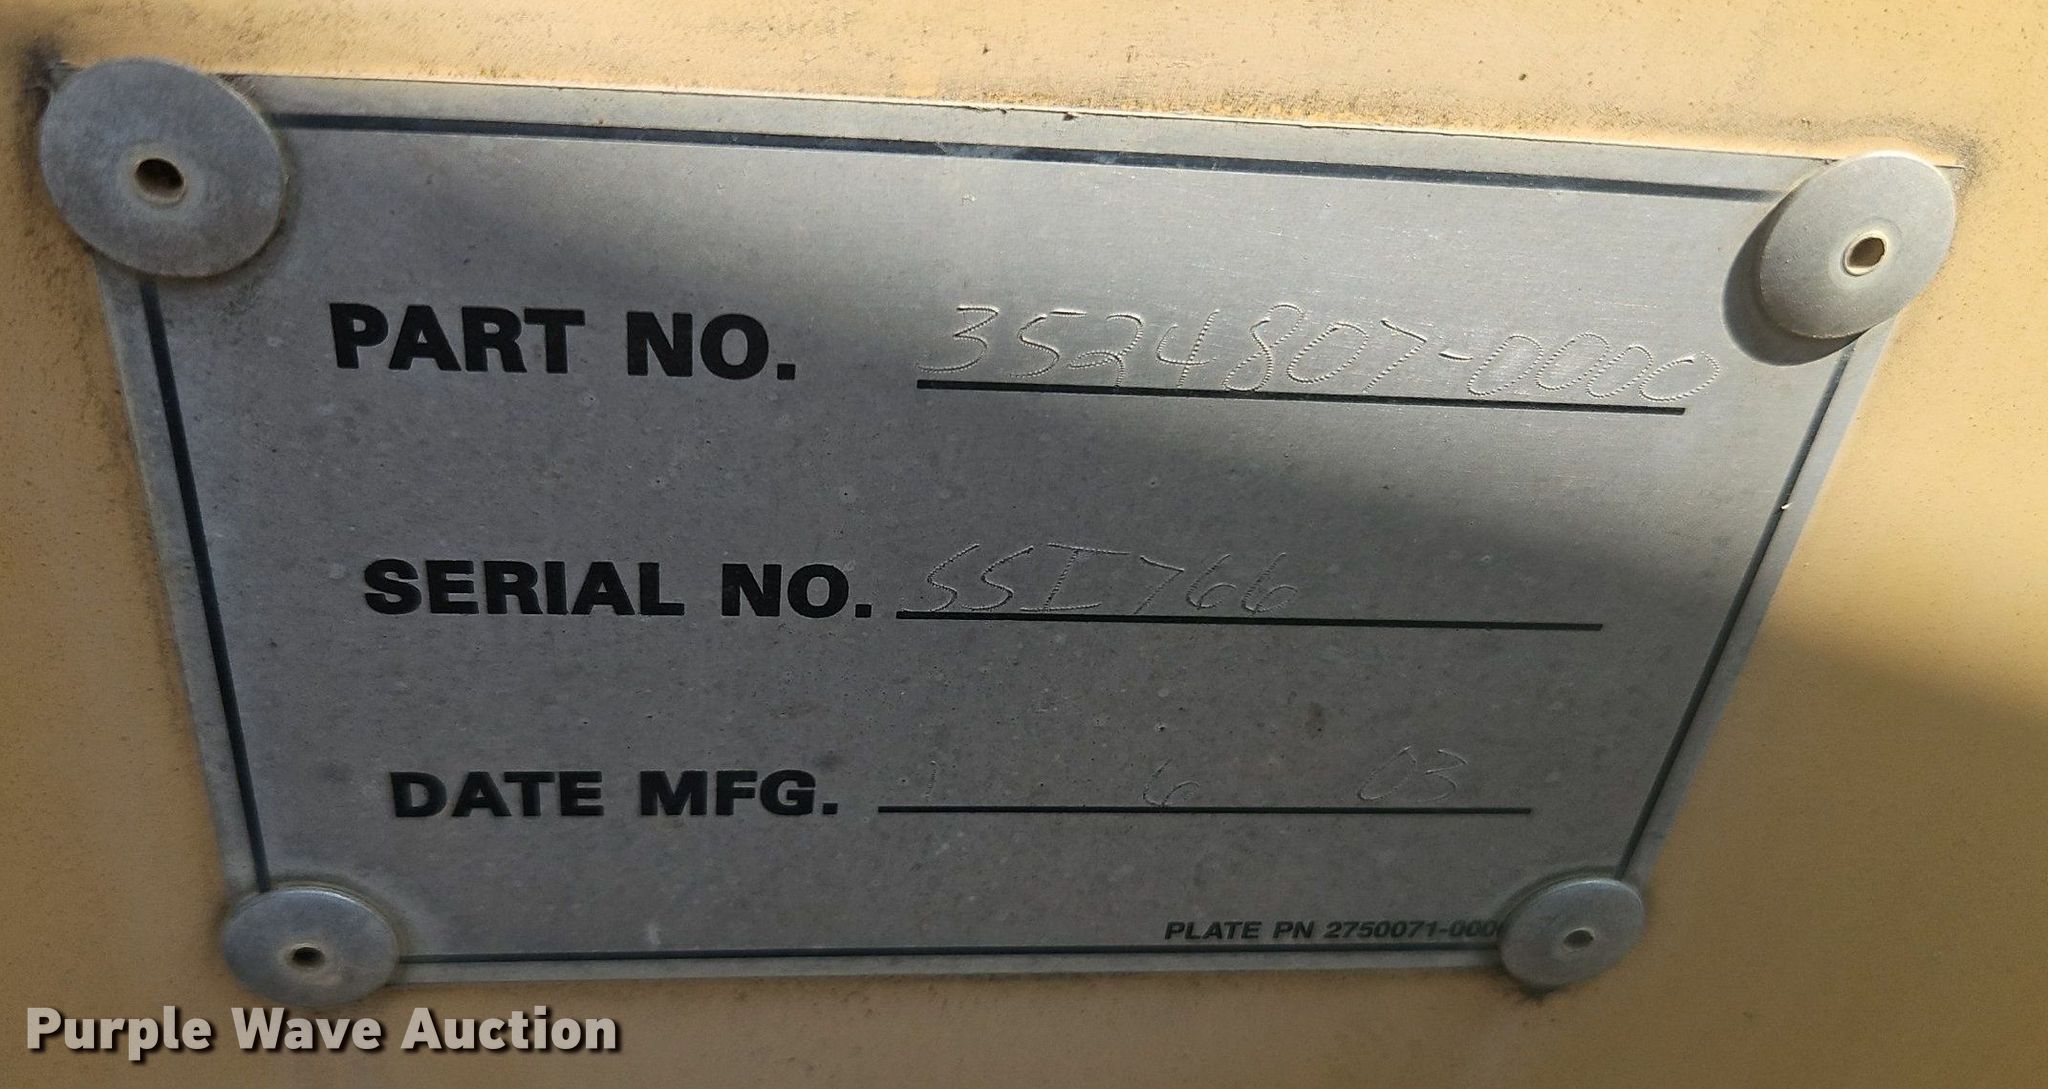 PART NO. 3524807-0000
SERIAL NO. SSI766
DATE MFG. 1 6 03
PLATE PN 2750071-000
Purple Wave Auction